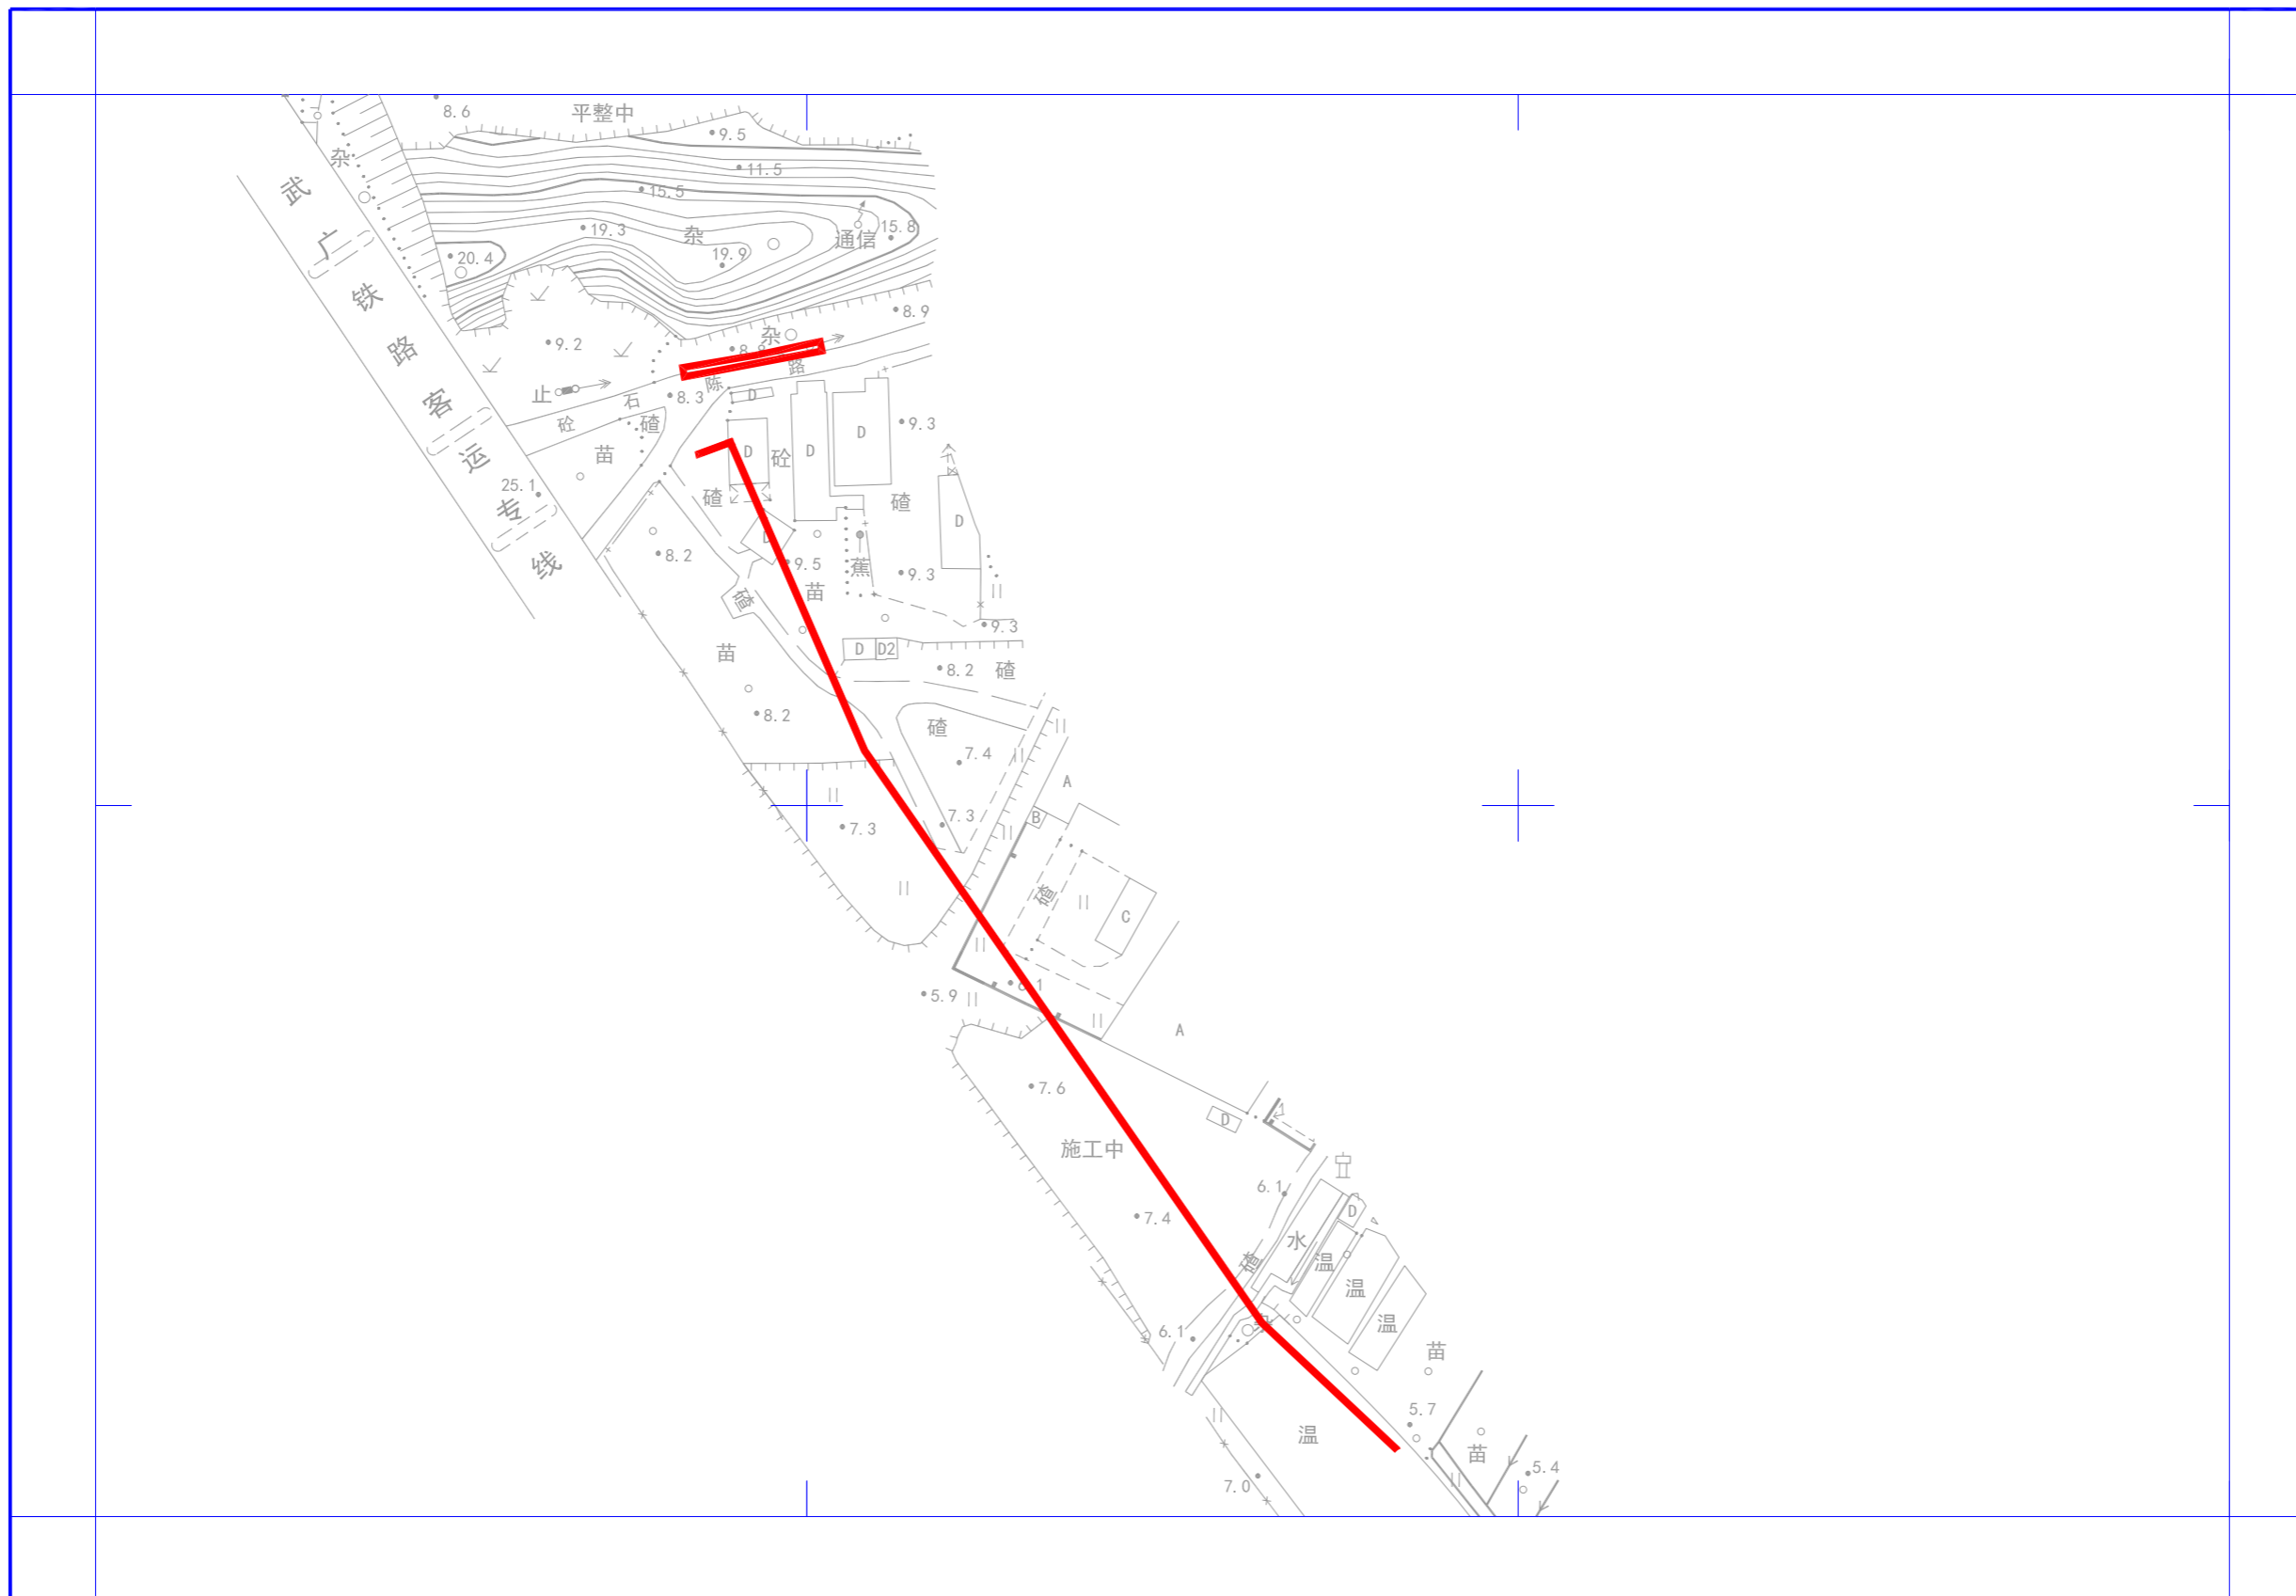 8.6
平整中
9.5
杂
11.5
15.5
武广铁路客运专线
19.3
杂
通信
15.8
20.4
19.9
8.9
杂
9.2
路
陈
止
8.3
石
碴
砼
D
苗
D
D
D
9.3
砼
25.1
碴
碴
D
8.2
9.5
蕉
9.3
苗
碴
9.3
苗
D
D2
8.2
碴
8.2
碴
7.4
A
7.3
7.3
B
碴
C
5.9
A
7.6
D
施工中
6.1
7.4
D
水
碴
温
温
6.1
温
苗
5.7
温
苗
5.4
7.0